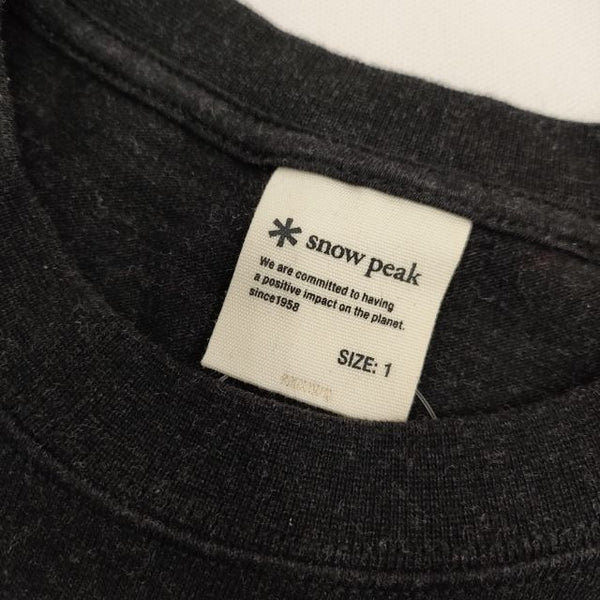 snow peak
We are committed to having
a positive impact on the planet.
since1958
SIZE: 1